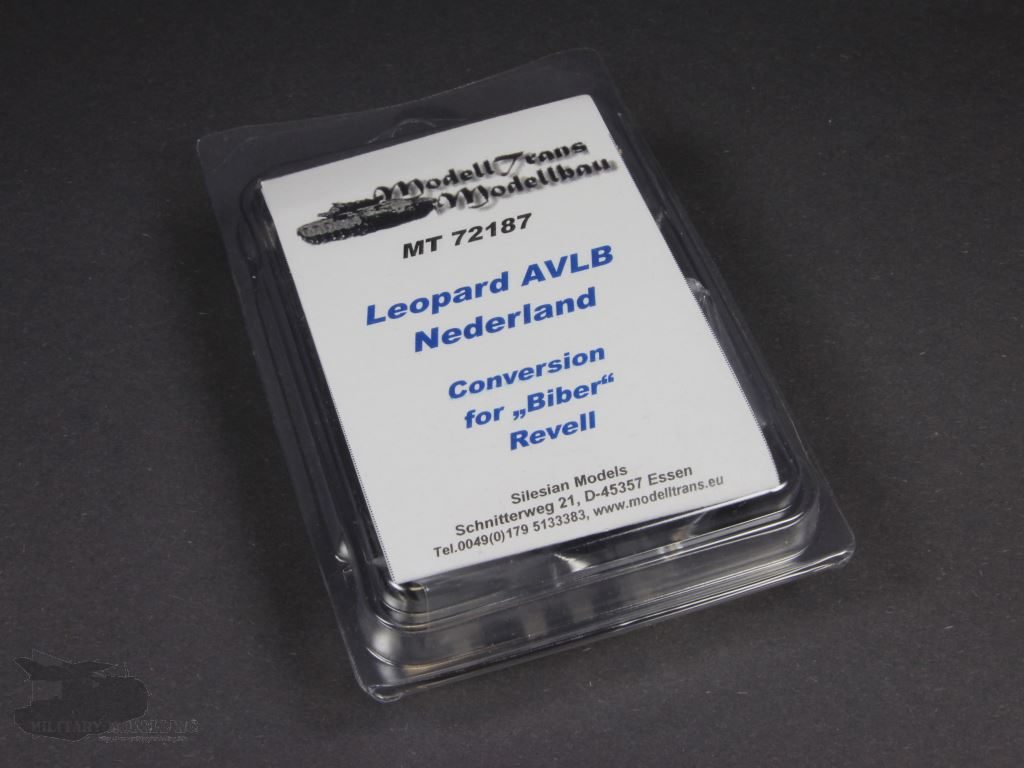 ModellTrans
Modellbau
MT 72187
Leopard AVLB
Nederland
Conversion
for „Biber“
Revell
Silesian Models
Schnitterweg 21, D-45357 Essen
Tel.0049(0)179 5133383, www.modelltrans.eu